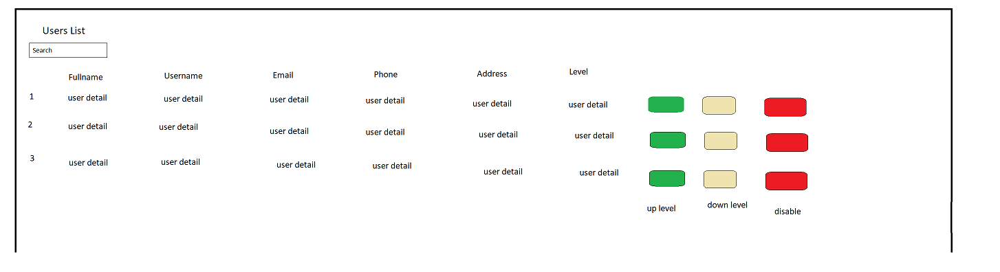 Users List
Search
Fullname Username Email Phone Address Level
1 user detail user detail user detail user detail user detail user detail
2 user detail user detail user detail user detail user detail user detail
3 user detail user detail user detail user detail user detail user detail
up level down level disable